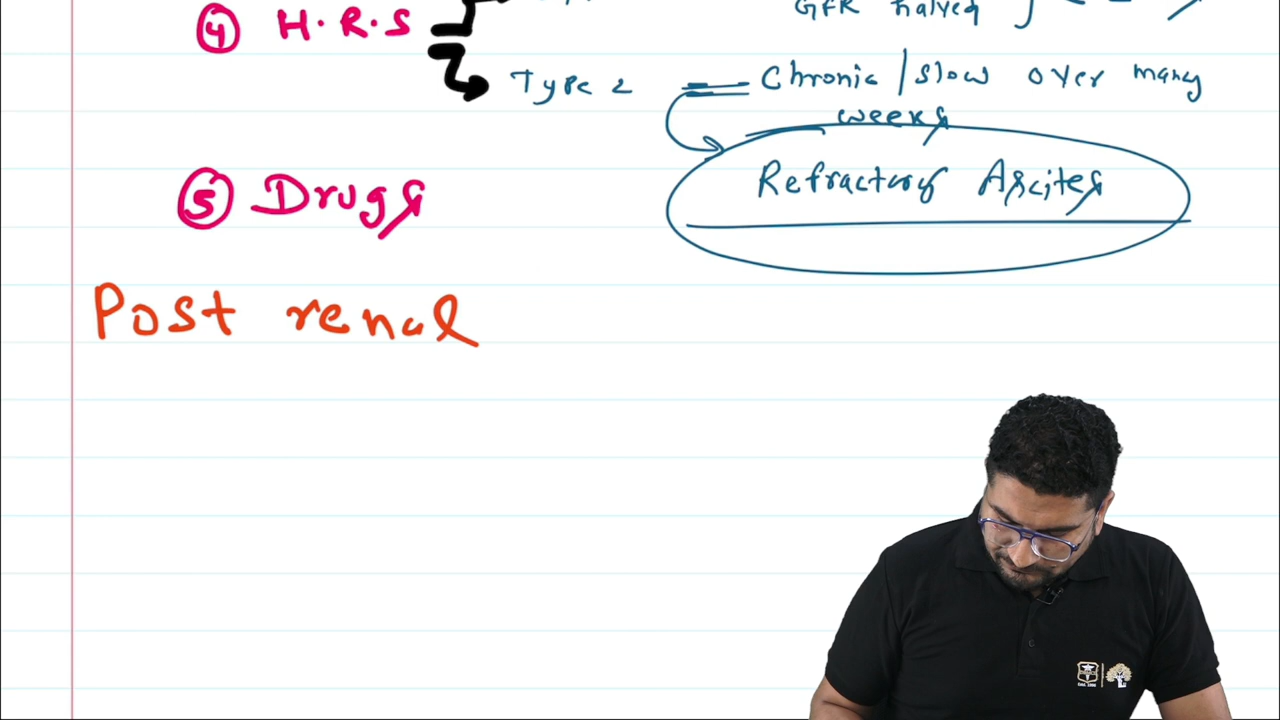 ④ H.R.S
GFR halved
Type 2 Chronic / slow over many
weeks
Refractory Ascites
⑤ Drugs
Post renal